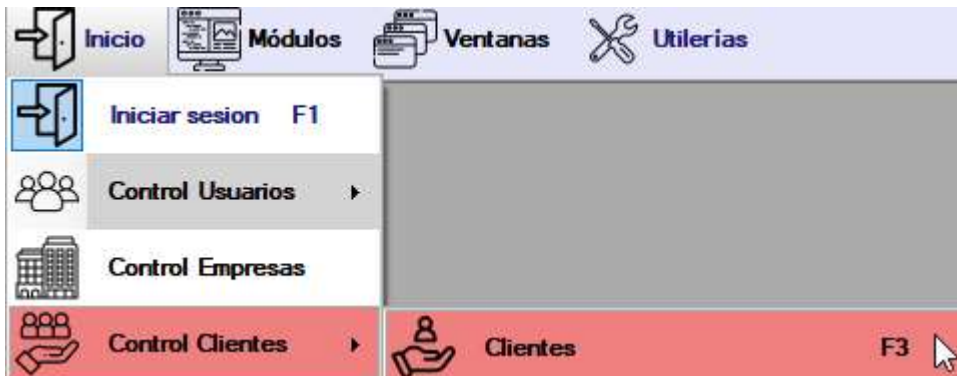 Inicio Módulos Ventanas Utilerías
Iniciar sesion F1
Control Usuarios
Control Empresas
Control Clientes Clientes F3